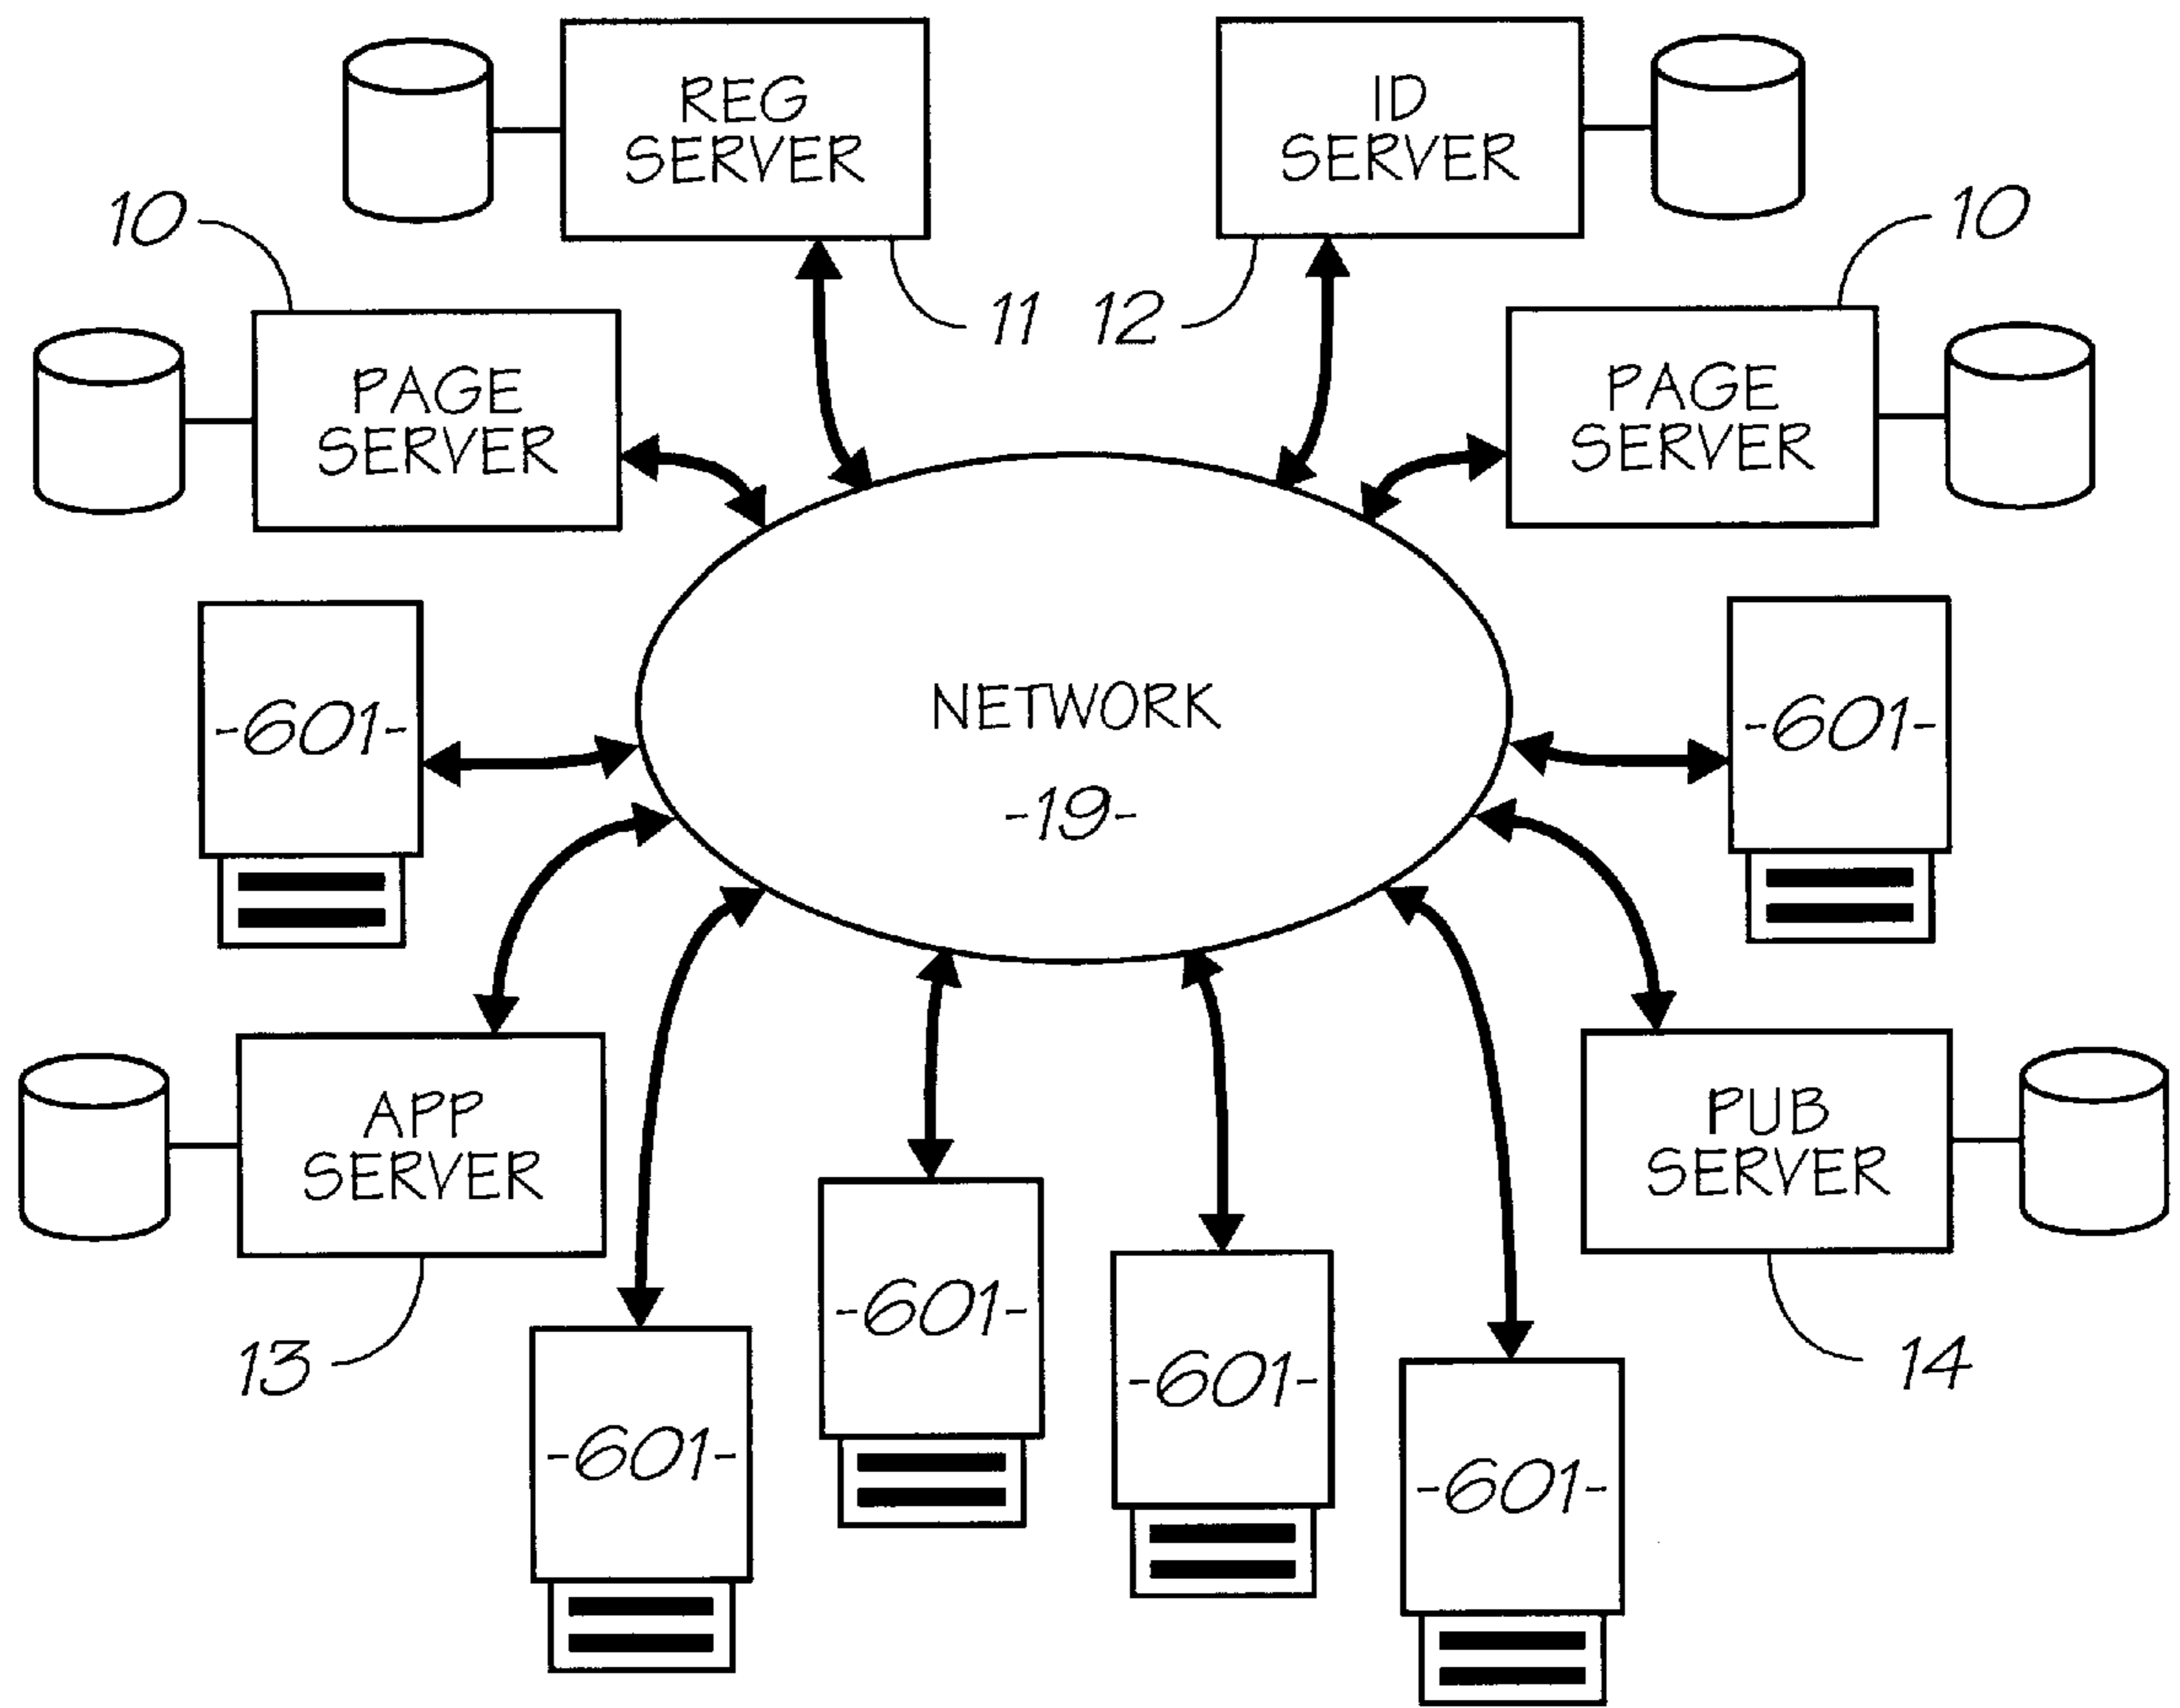 REG
SERVER
ID
SERVER
10
10
11
12
PAGE
SERVER
PAGE
SERVER
-601-
NETWORK
-19-
-601-
APP
SERVER
PUB
SERVER
13
-601-
-601-
-601-
-601-
14